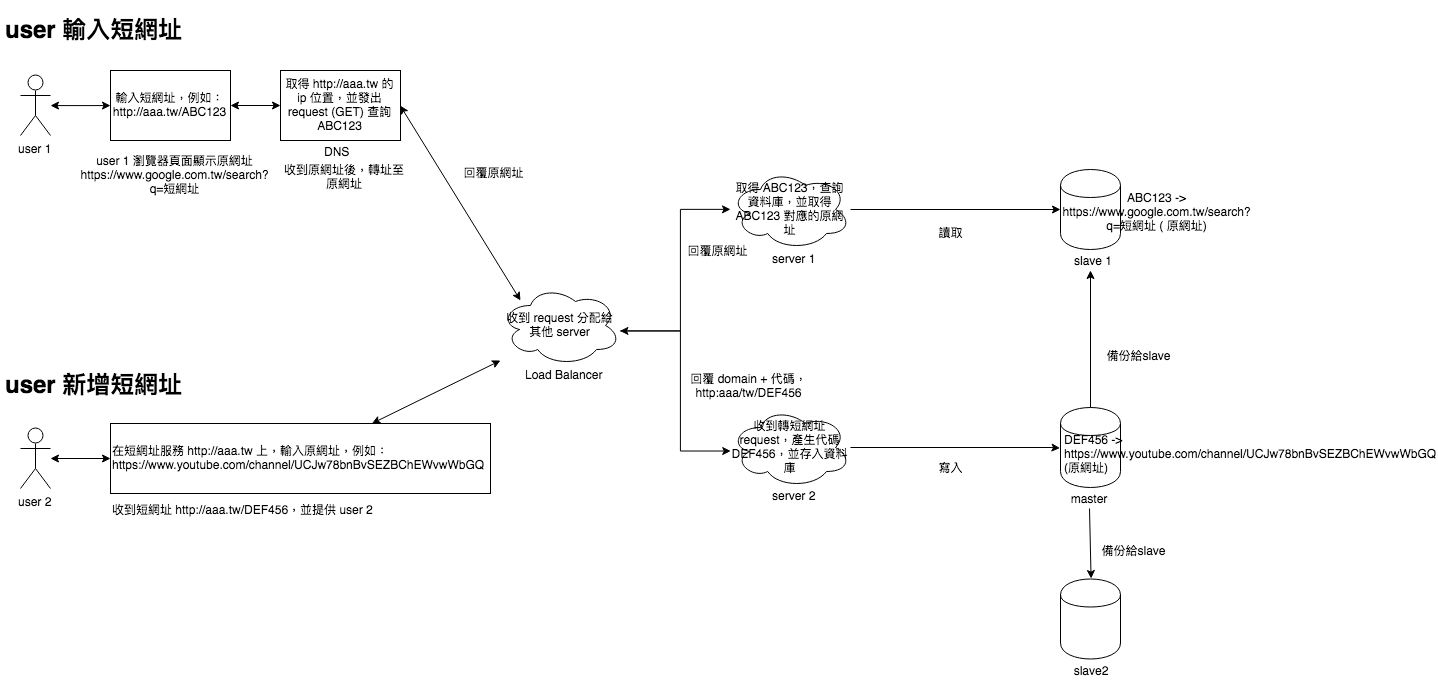 user 輸入短網址
輸入短網址，例如：
http://aaa.tw/ABC123
user 1
user 1 瀏覽器頁面顯示原網址
https://www.google.com.tw/search?
q=短網址
取得 http://aaa.tw 的
ip 位置，並發出
request (GET) 查詢
ABC123
DNS
收到原網址後，轉址至
原網址
回覆原網址
取得 ABC123，查詢
資料庫，並取得
ABC123 對應的原網
址
server 1
回覆原網址
讀取
ABC123 ->
https://www.google.com.tw/search?
q=短網址 ( 原網址)
slave 1
收到 request 分配給
其他 server
Load Balancer
備份給slave
user 新增短網址
在短網址服務 http://aaa.tw 上，輸入原網址，例如：
https://www.youtube.com/channel/UCJw78bnBvSEZBChEWvwWbGQ
user 2
收到短網址 http://aaa.tw/DEF456，並提供 user 2
回覆 domain + 代碼，
http:aaa/tw/DEF456
收到轉短網址
request，產生代碼
DEF456，並存入資料
庫
server 2
寫入
DEF456 ->
https://www.youtube.com/channel/UCJw78bnBvSEZBChEWvwWbGQ
(原網址)
master
備份給slave
slave2